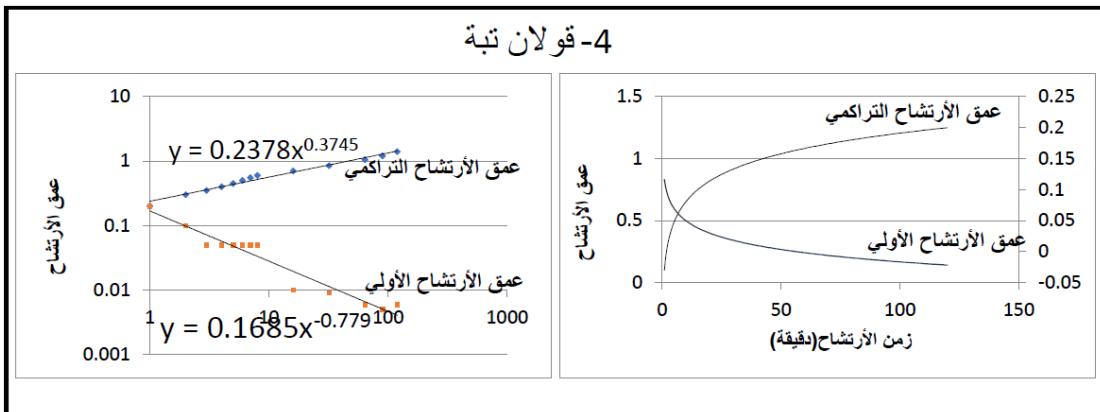 4- قولان تبة
10
1
0.1
0.01
0.001
1
10
100
1000
عمق الأرتشاح
y = 0.2378x^0.3745
عمق الأرتشاح التراكمي
عمق الأرتشاح الأولي
y = 0.1685x^-0.779
1.5
1
0.5
0
عمق الأرتشاح
0.25
0.2
0.15
0.1
0.05
0
-0.05
عمق الأرتشاح التراكمي
عمق الأرتشاح الأولي
0
50
100
150
زمن الأرتشاح(دقيقة)